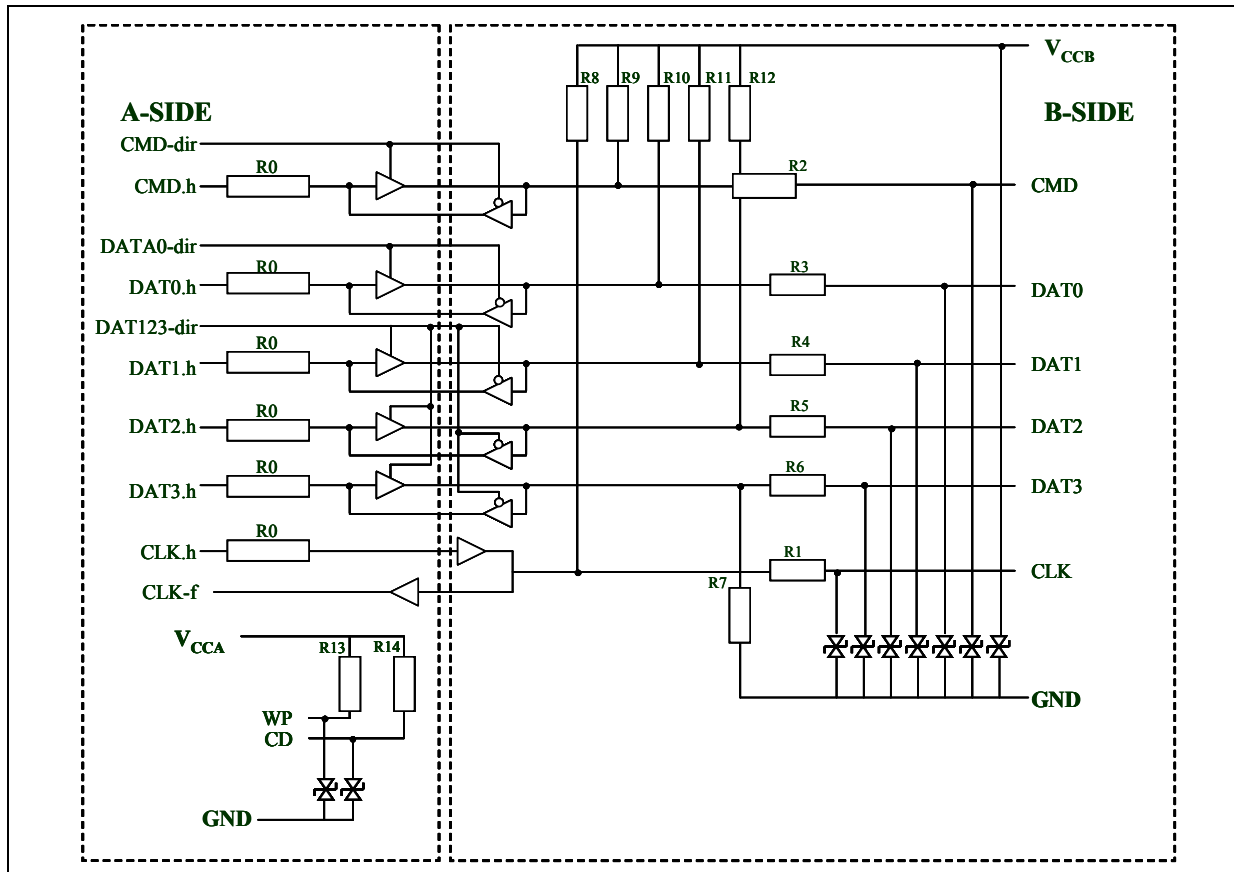 V_CCB
R8 R9 R10 R11 R12
A-SIDE
B-SIDE
CMD-dir
R0
R2
CMD.h
CMD
DATA0-dir
R0
R3
DAT0.h
DAT0
DAT123-dir
R0
R4
DAT1.h
DAT1
R0
R5
DAT2.h
DAT2
R0
R6
DAT3.h
DAT3
R0
R1
CLK.h
CLK
CLK-f
R7
V_CCA
R13
R14
WP
CD
GND
GND